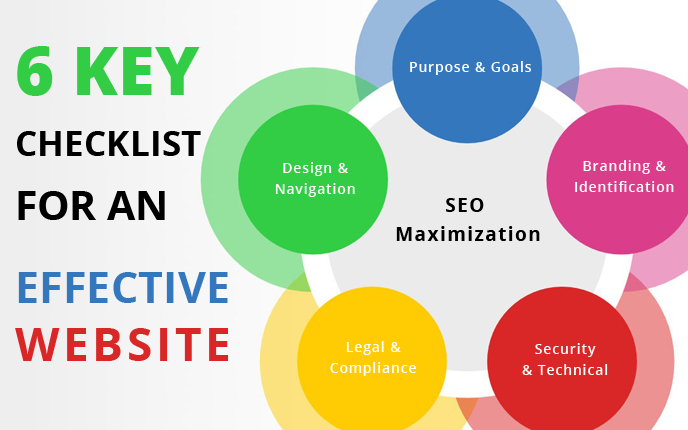 6 KEY
CHECKLIST
FOR AN
EFFECTIVE
WEBSITE
Purpose & Goals
Branding &
Identification
Design &
Navigation
SEO
Maximization
Legal &
Compliance
Security
& Technical